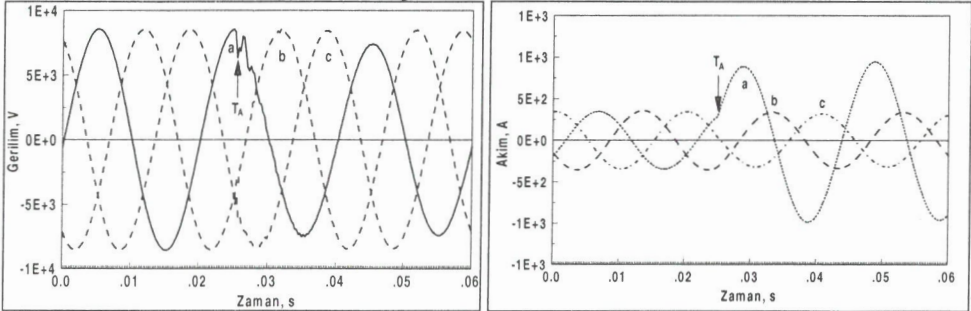 1E+4
5E+3
0E+0
-5E+3
-1E+4
Gerilim, V
a
b
c
T_A
0.0 .01 .02 .03 .04 .05 .06
Zaman, s
1E+3
1E+3
5E+2
0E+0
-5E+2
-1E+3
-1E+3
Akim, A
T_A
a
b
c
0.0 .01 .02 .03 .04 .05 .06
Zaman, s